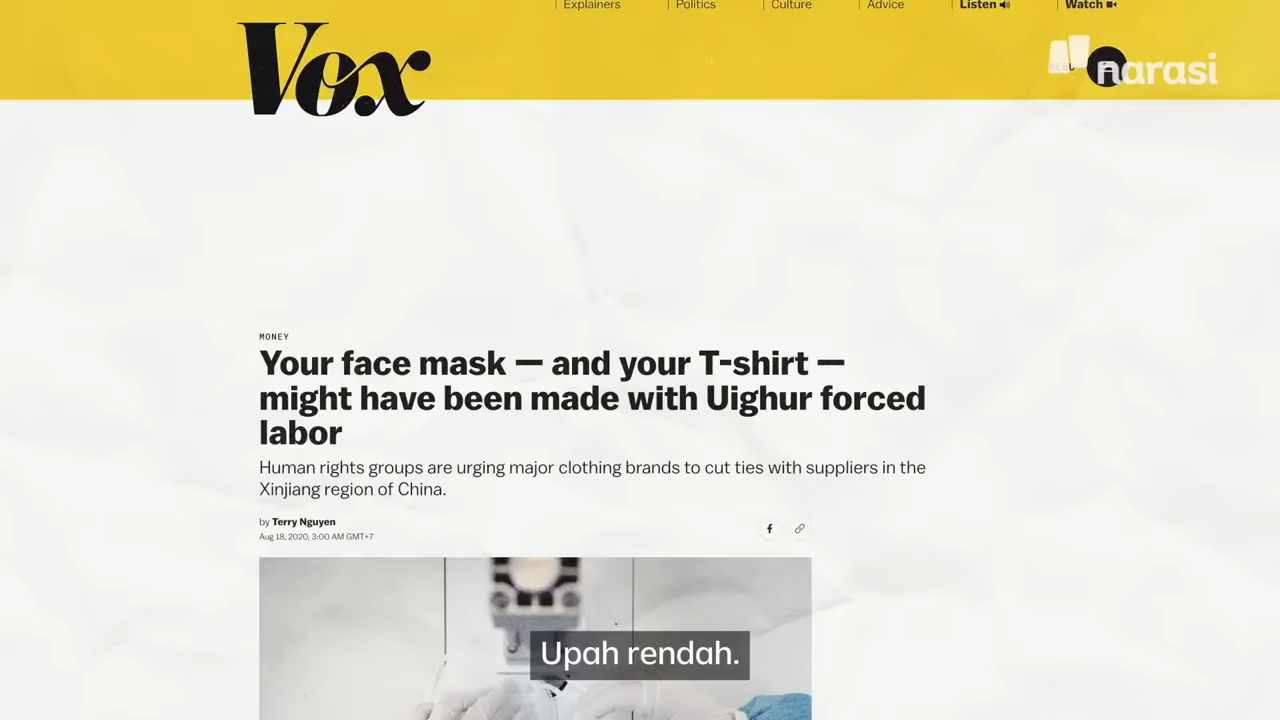 Explainers
Politics
Culture
Advice
Listen
Watch
Vox
narasi
MONEY
Your face mask — and your T-shirt —
might have been made with Uighur forced
labor
Human rights groups are urging major clothing brands to cut ties with suppliers in the
Xinjiang region of China.
by Terry Nguyen
Aug 18, 2020, 3:00 AM GMT+7
Upah rendah.